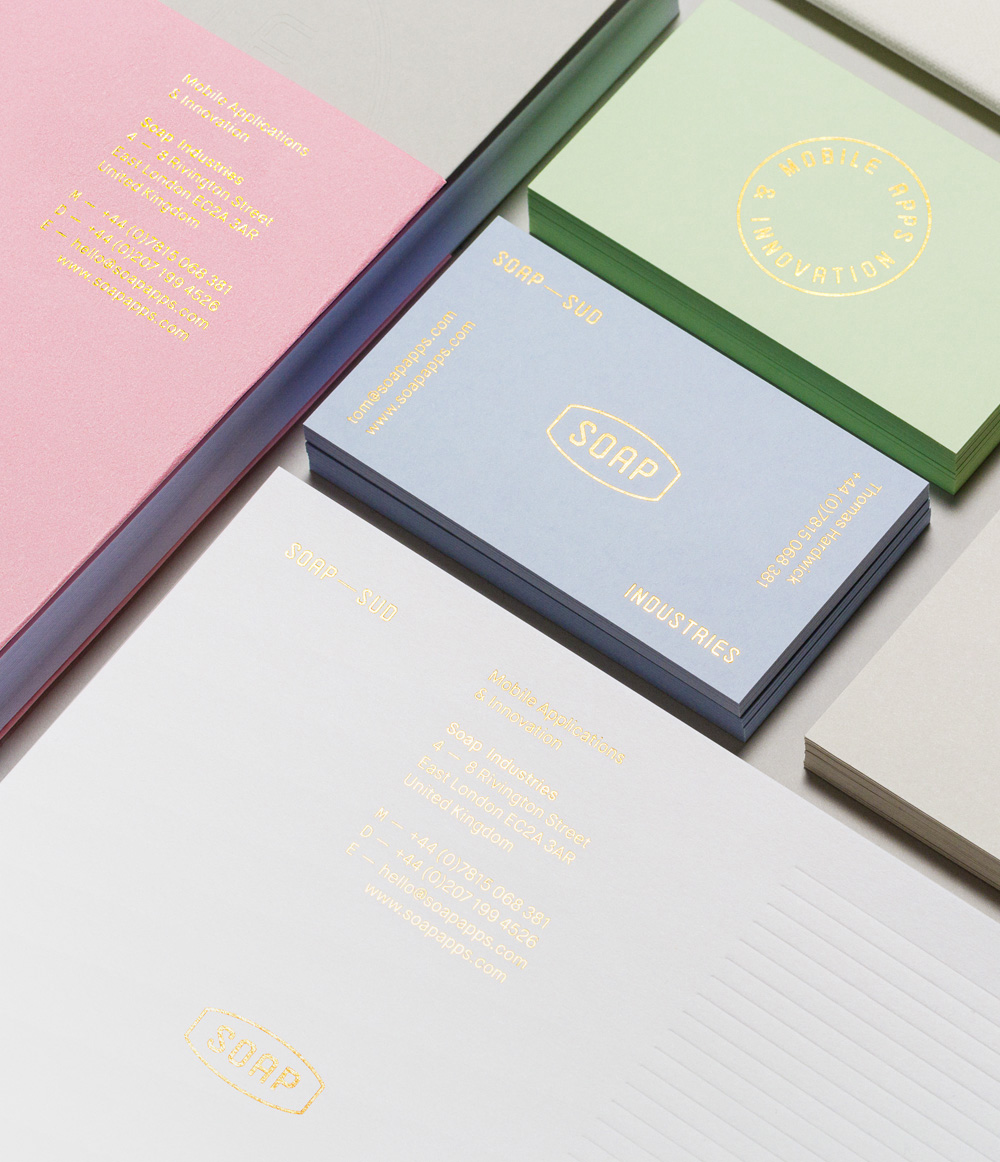 Mobile Applications
& Innovation
Soap Industries
4 — 8 Rivington Street
East London EC2A 3AR
United Kingdom
M — +44 (0)7815 068 381
D — +44 (0)207 199 4526
E — hello@soapapps.com
www.soapapps.com
& MOBILE APPS
INNOVATION
SOAP—SUD
tom@soapapps.com
www.soapapps.com
SOAP
Thomas Hardwick
+44(0)7815 068 381
INDUSTRIES
SOAP—SUD
Mobile Applications
& Innovation
Soap Industries
4 — 8 Rivington Street
East London EC2A 3AR
United Kingdom
M — +44 (0)7815 068 381
D — +44 (0)207 199 4526
E — hello@soapapps.com
www.soapapps.com
SOAP